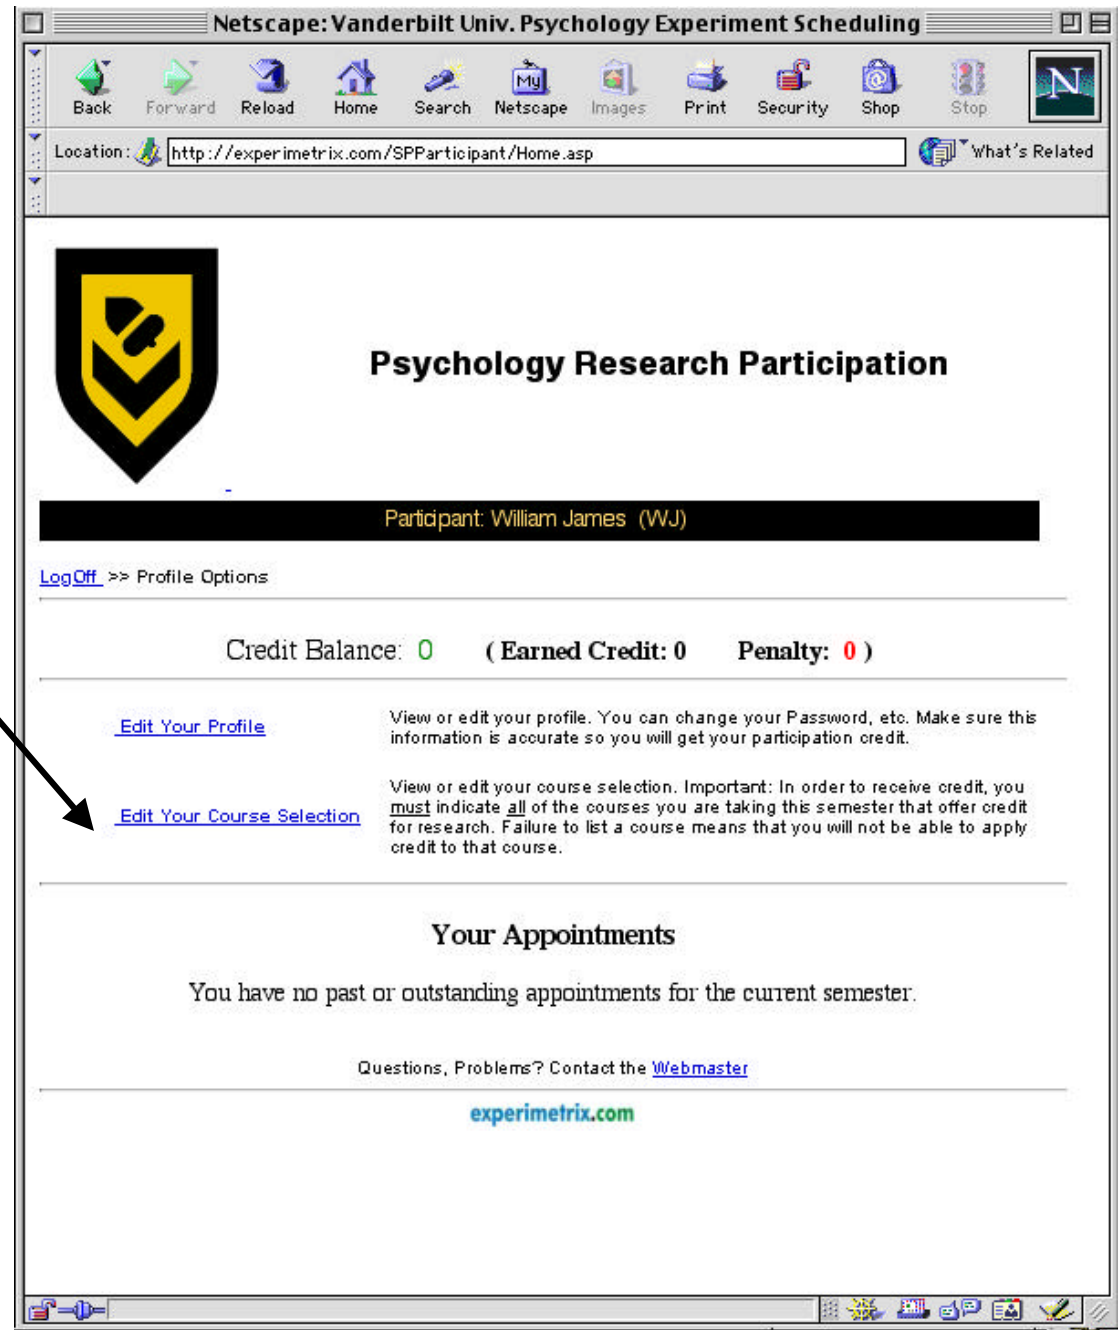 Netscape: Vanderbilt Univ. Psychology Experiment Scheduling
Back Forward Reload Home Search Netscape Images Print Security Shop Stop
My
N
Location: http://experimetrix.com/SPParticipant/Home.asp What's Related
Psychology Research Participation
Participant: William James (WJ)
LogOff >> Profile Options
Credit Balance: 0 ( Earned Credit: 0 Penalty: 0 )
Edit Your Profile
View or edit your profile. You can change your Password, etc. Make sure this
information is accurate so you will get your participation credit.
Edit Your Course Selection
View or edit your course selection. Important: In order to receive credit, you
must indicate all of the courses you are taking this semester that offer credit
for research. Failure to list a course means that you will not be able to apply
credit to that course.
Your Appointments
You have no past or outstanding appointments for the current semester.
Questions, Problems? Contact the Webmaster
experimetrix.com